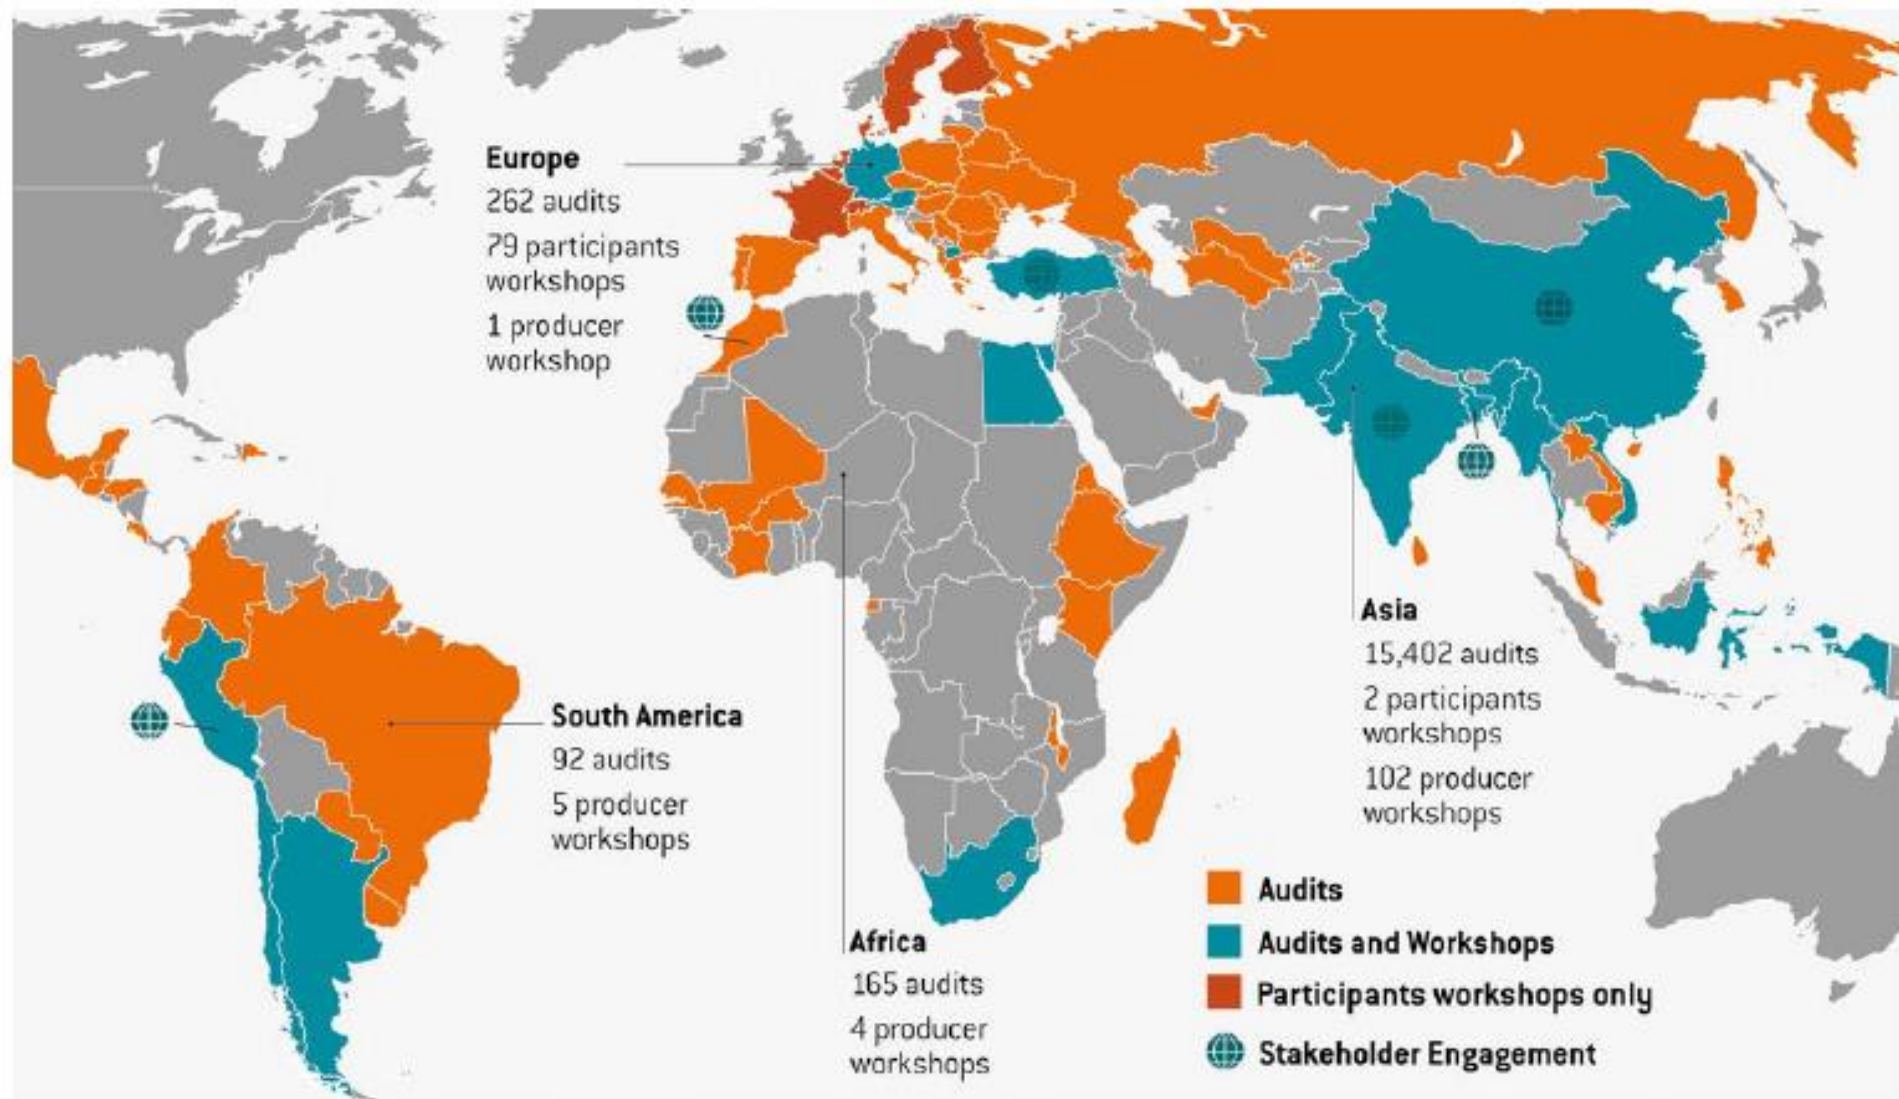 Europe
262 audits
79 participants
workshops
1 producer
workshop
South America
92 audits
5 producer
workshops
Africa
165 audits
4 producer
workshops
Asia
15,402 audits
2 participants
workshops
102 producer
workshops
Audits
Audits and Workshops
Participants workshops only
Stakeholder Engagement